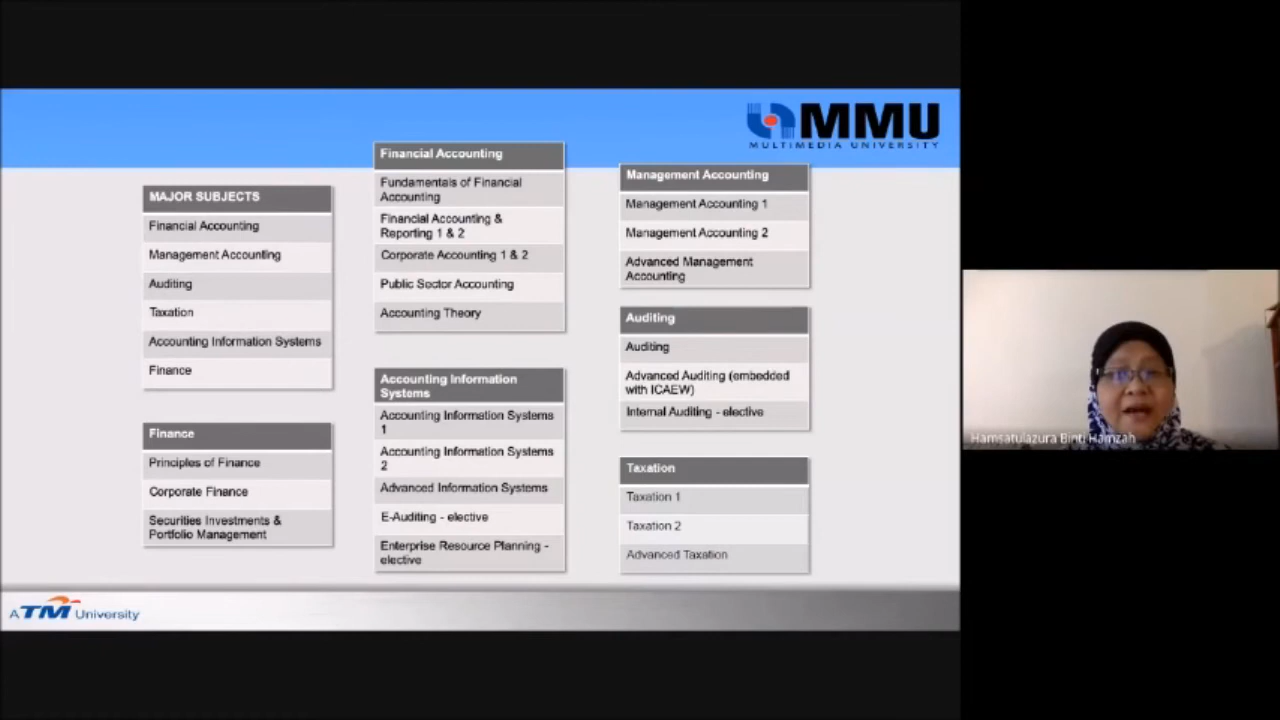 MMU
MULTIMEDIA UNIVERSITY
MAJOR SUBJECTS
Financial Accounting
Management Accounting
Auditing
Taxation
Accounting Information Systems
Finance
Finance
Principles of Finance
Corporate Finance
Securities Investments &
Portfolio Management
Financial Accounting
Fundamentals of Financial
Accounting
Financial Accounting &
Reporting 1 & 2
Corporate Accounting 1 & 2
Public Sector Accounting
Accounting Theory
Accounting Information
Systems
Accounting Information Systems
1
Accounting Information Systems
2
Advanced Information Systems
E-Auditing - elective
Enterprise Resource Planning -
elective
Management Accounting
Management Accounting 1
Management Accounting 2
Advanced Management
Accounting
Auditing
Auditing
Advanced Auditing (embedded
with ICAEW)
Internal Auditing - elective
Taxation
Taxation 1
Taxation 2
Advanced Taxation
A TM University
Hamsatulazura Binti Hamzah